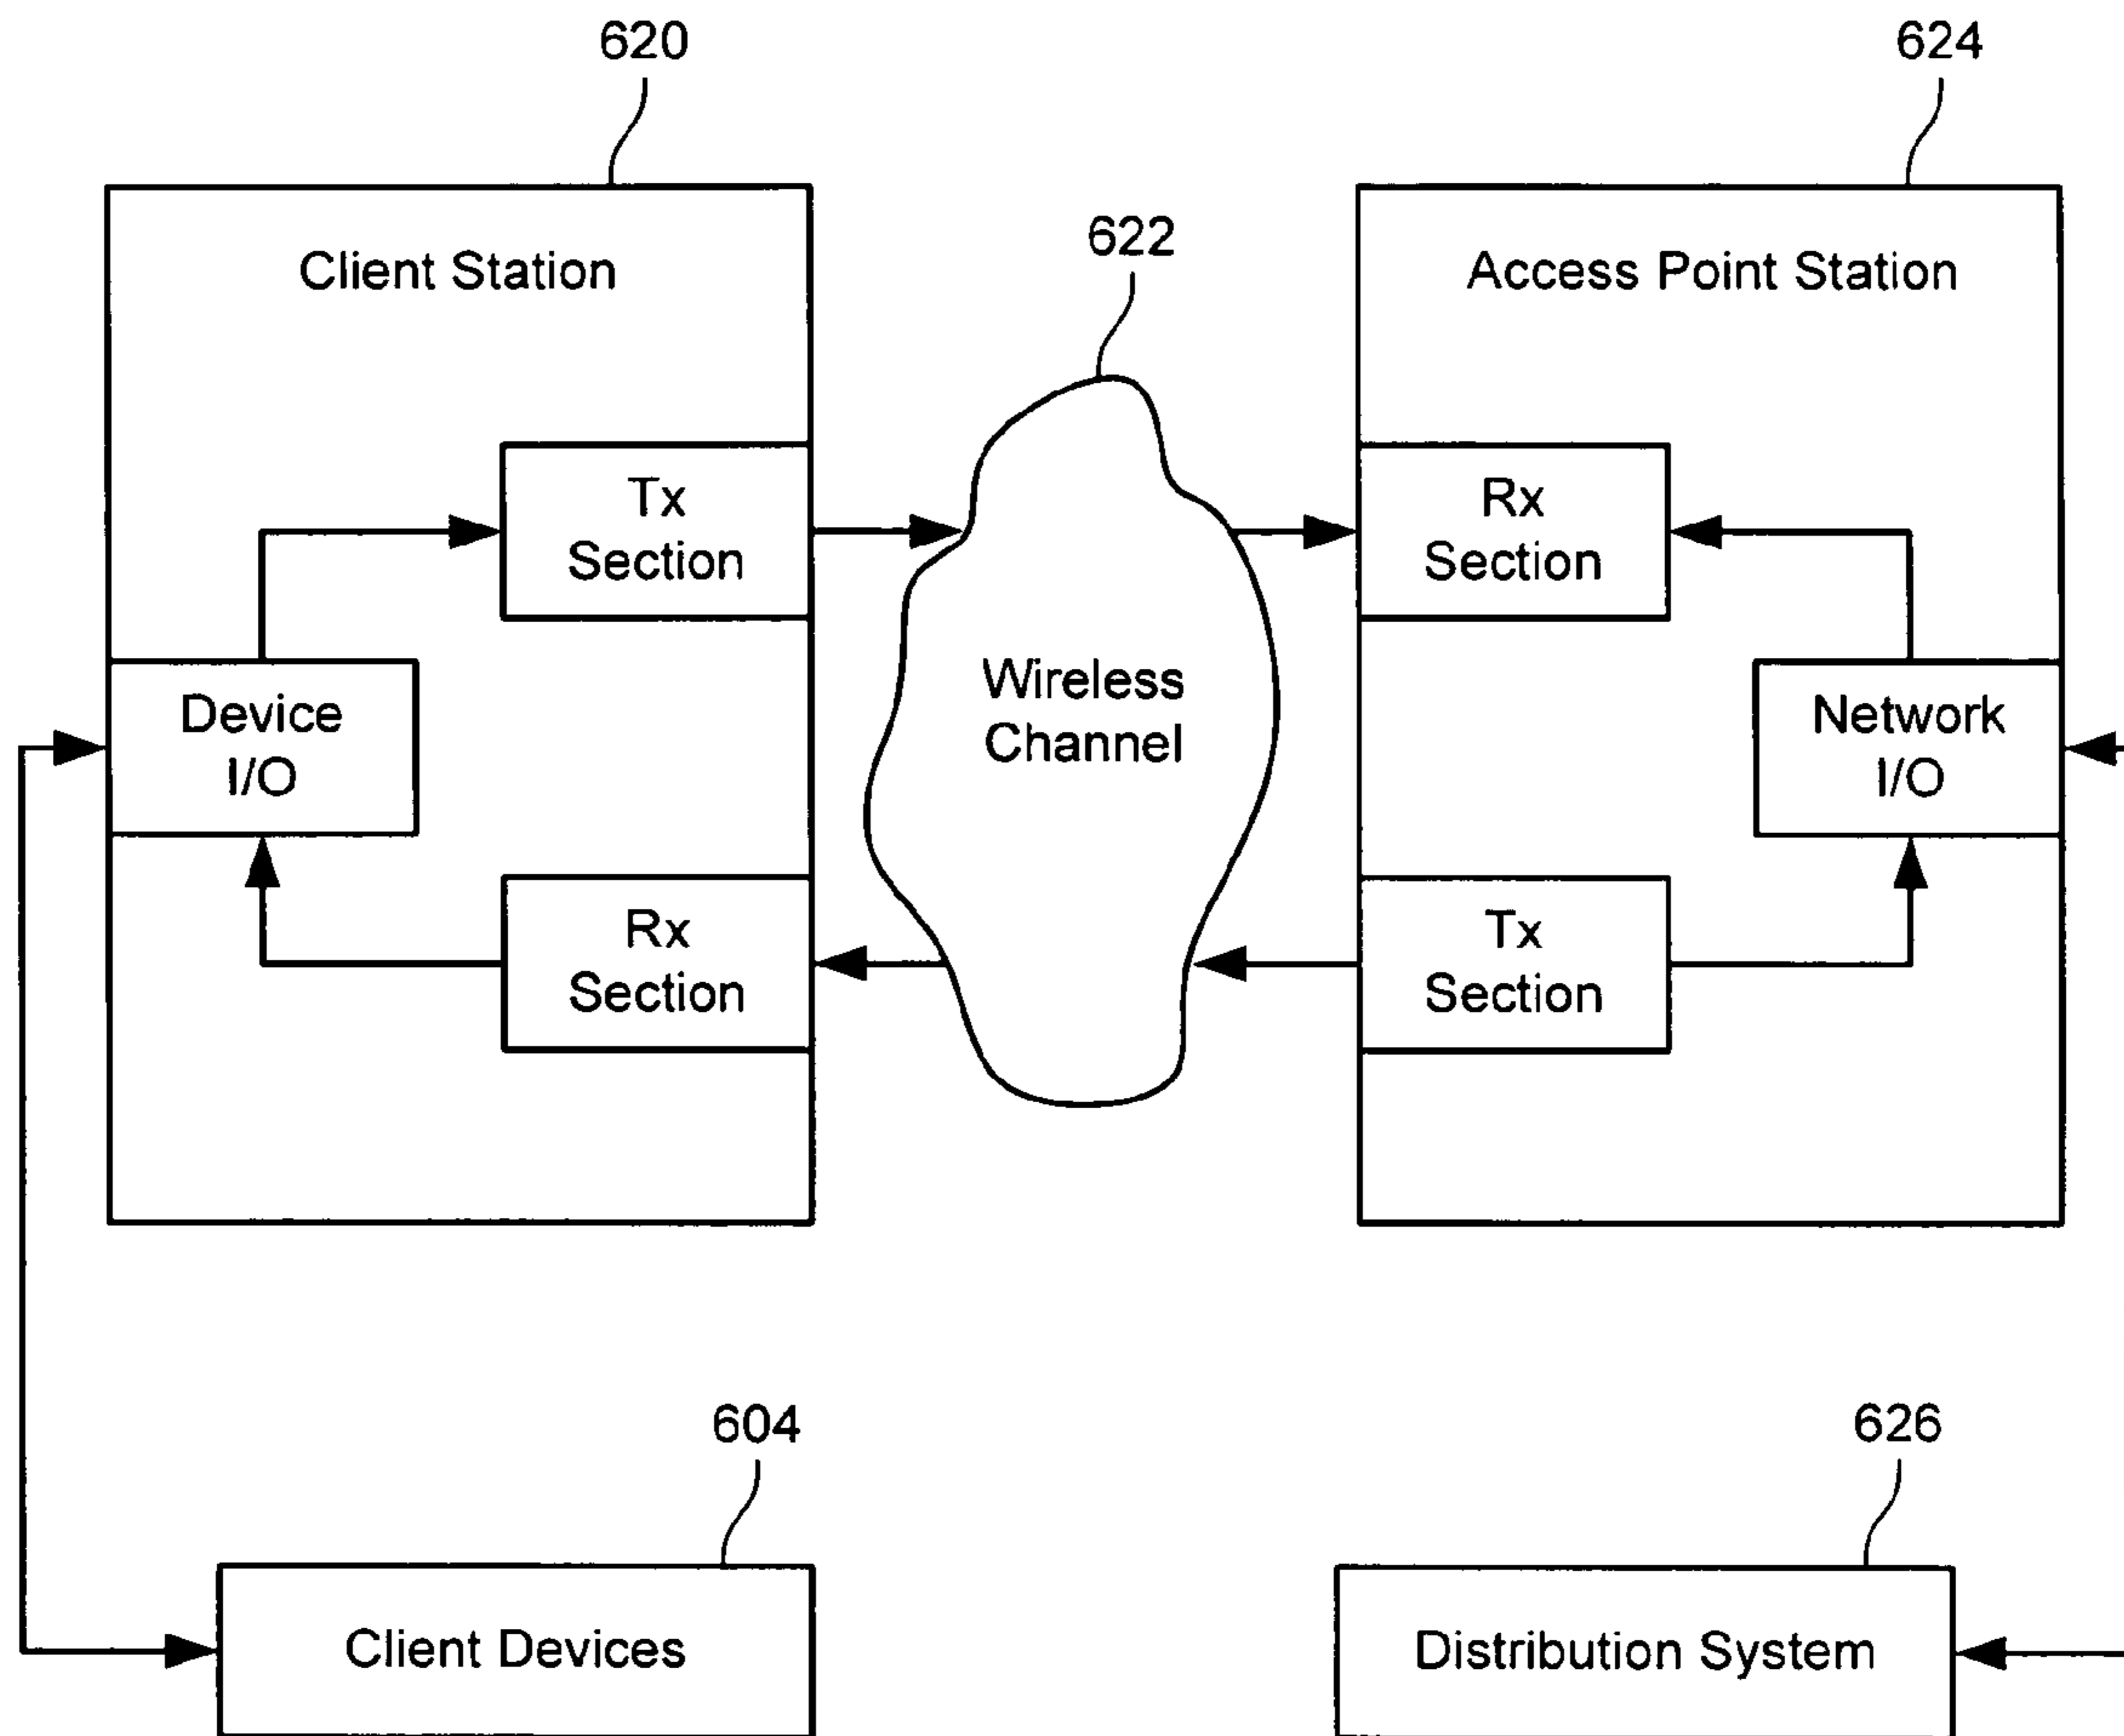 620
624
622
Client Station
Access Point Station
Tx
Section
Rx
Section
Wireless
Channel
Device
I/O
Network
I/O
Rx
Section
Tx
Section
604
626
Client Devices
Distribution System